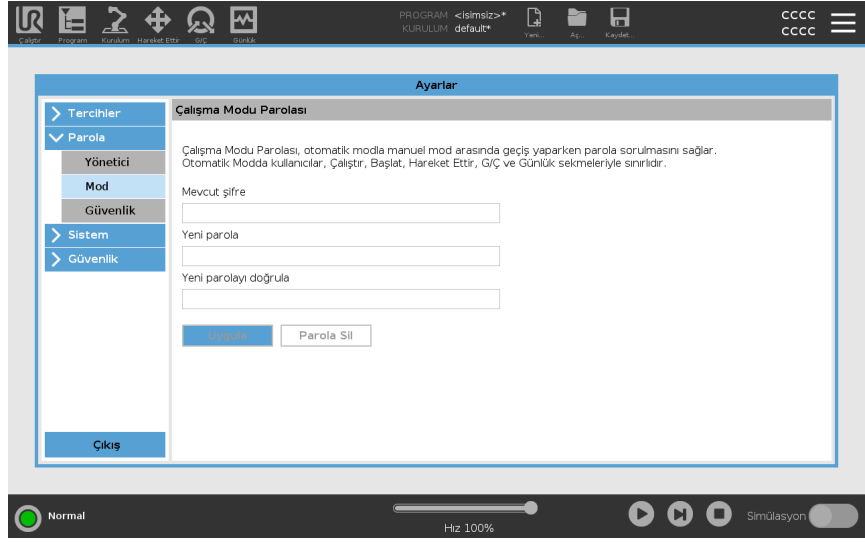 UR
PROGRAM <isimsiz>*
KURULUM default*
cccc
cccc
Çalıştır
Program
Kurulum
Hareket Ettir
G/Ç
Günlük
Yeni...
Aç...
Kaydet...
Ayarlar
Tercihler
Parola
Yönetici
Mod
Güvenlik
Sistem
Güvenlik
Çıkış
Çalışma Modu Parolası
Çalışma Modu Parolası, otomatik modla manuel mod arasında geçiş yaparken parola sorulmasını sağlar.
Otomatik Modda kullanıcılar, Çalıştır, Başlat, Hareket Ettir, G/Ç ve Günlük sekmeleriyle sınırlıdır.
Mevcut şifre
Yeni parola
Yeni parolayı doğrula
Uygula
Parola Sil
Normal
Hız 100%
Simülasyon